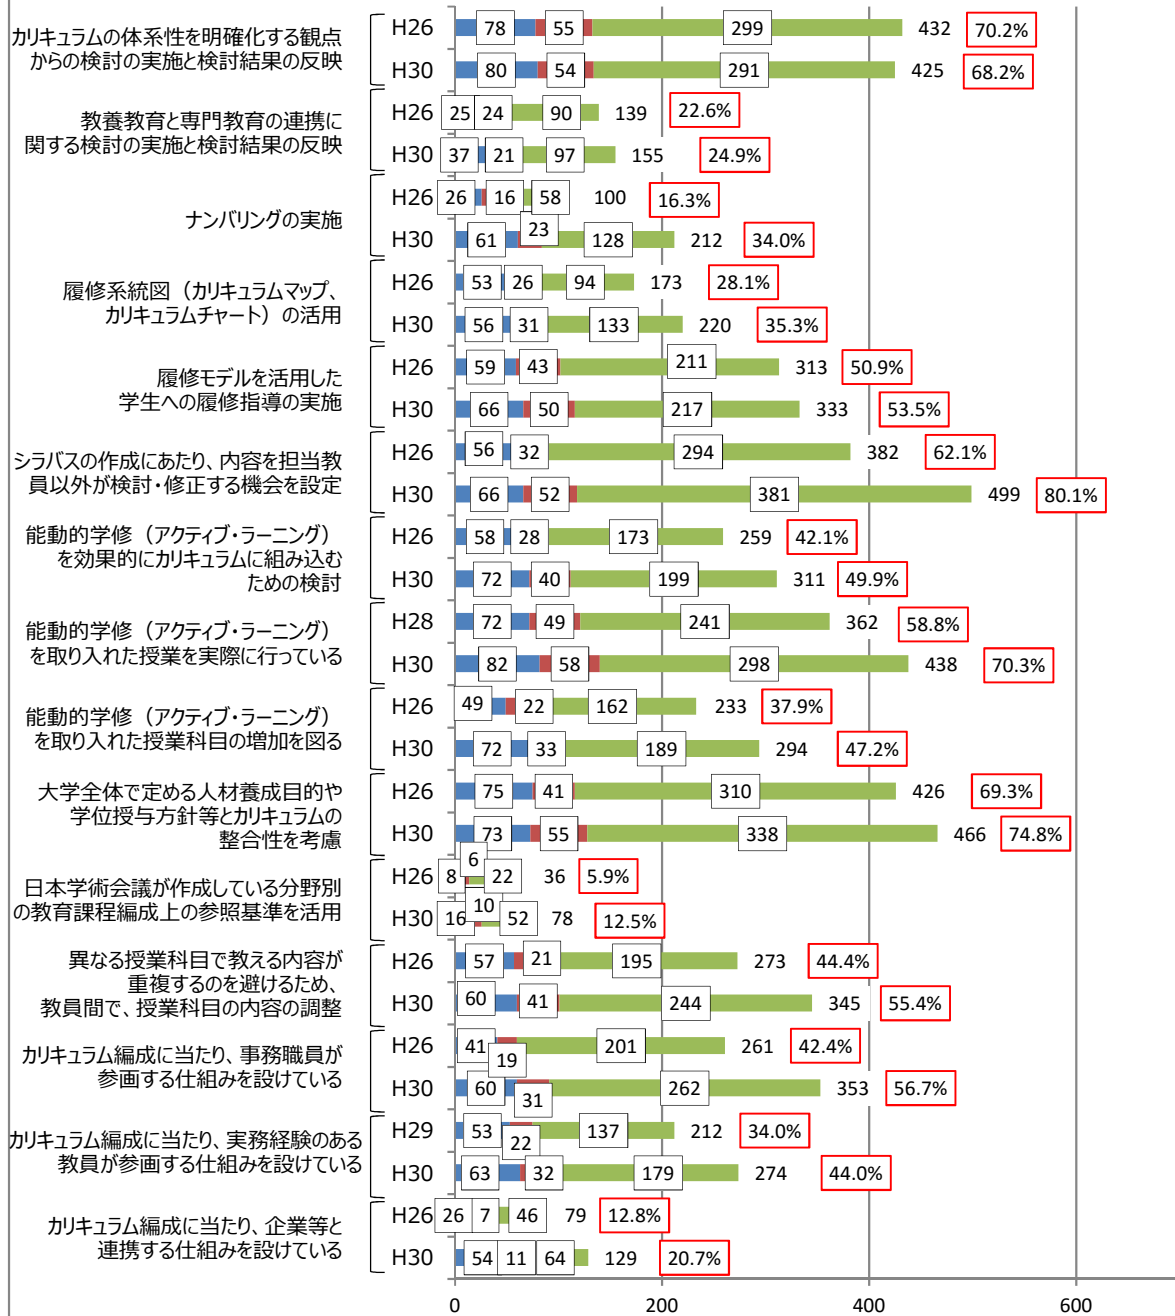 カリキュラムの体系性を明確化する観点
からの検討の実施と検討結果の反映
H26 78 55 299 432 70.2%
H30 80 54 291 425 68.2%
教養教育と専門教育の連携に
関する検討の実施と検討結果の反映
H26 25 24 90 139 22.6%
H30 37 21 97 155 24.9%
ナンバリングの実施
H26 26 16 58 100 16.3%
H30 61 23 128 212 34.0%
履修系統図（カリキュラムマップ、
カリキュラムチャート）の活用
H26 53 26 94 173 28.1%
H30 56 31 133 220 35.3%
履修モデルを活用した
学生への履修指導の実施
H26 59 43 211 313 50.9%
H30 66 50 217 333 53.5%
シラバスの作成にあたり、内容を担当教
員以外が検討・修正する機会を設定
H26 56 32 294 382 62.1%
H30 66 52 381 499 80.1%
能動的学修（アクティブ・ラーニング）
を効果的にカリキュラムに組み込む
ための検討
H26 58 28 173 259 42.1%
H30 72 40 199 311 49.9%
能動的学修（アクティブ・ラーニング）
を取り入れた授業を実際に行っている
H28 72 49 241 362 58.8%
H30 82 58 298 438 70.3%
能動的学修（アクティブ・ラーニング）
を取り入れた授業科目の増加を図る
H26 49 22 162 233 37.9%
H30 72 33 189 294 47.2%
大学全体で定める人材養成目的や
学位授与方針等とカリキュラムの
整合性を考慮
H26 75 41 310 426 69.3%
H30 73 55 338 466 74.8%
日本学術会議が作成している分野別
の教育課程編成上の参照基準を活用
H26 8 6 22 36 5.9%
H30 16 10 52 78 12.5%
異なる授業科目で教える内容が
重複するのを避けるため、
教員間で、授業科目の内容の調整
H26 57 21 195 273 44.4%
H30 60 41 244 345 55.4%
カリキュラム編成に当たり、事務職員が
参画する仕組みを設けている
H26 41 19 201 261 42.4%
H30 60 31 262 353 56.7%
カリキュラム編成に当たり、実務経験のある
教員が参画する仕組みを設けている
H29 53 22 137 212 34.0%
H30 63 32 179 274 44.0%
カリキュラム編成に当たり、企業等と
連携する仕組みを設けている
H26 26 7 46 79 12.8%
H30 54 11 64 129 20.7%
0 200 400 600